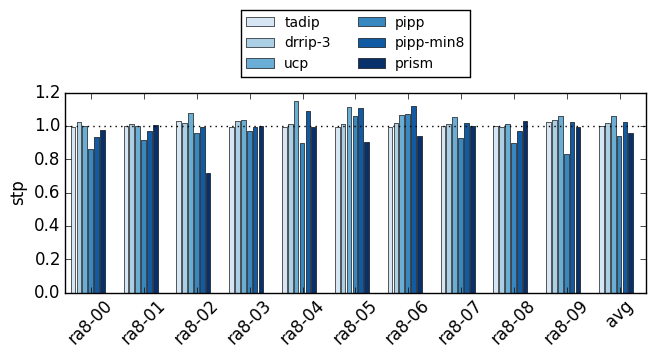 tadip pipp
drrip-3 pipp-min8
ucp prism
1.2
1.0
0.8
0.6
0.4
0.2
0.0
stp
ra8-00 ra8-01 ra8-02 ra8-03 ra8-04 ra8-05 ra8-06 ra8-07 ra8-08 ra8-09 avg